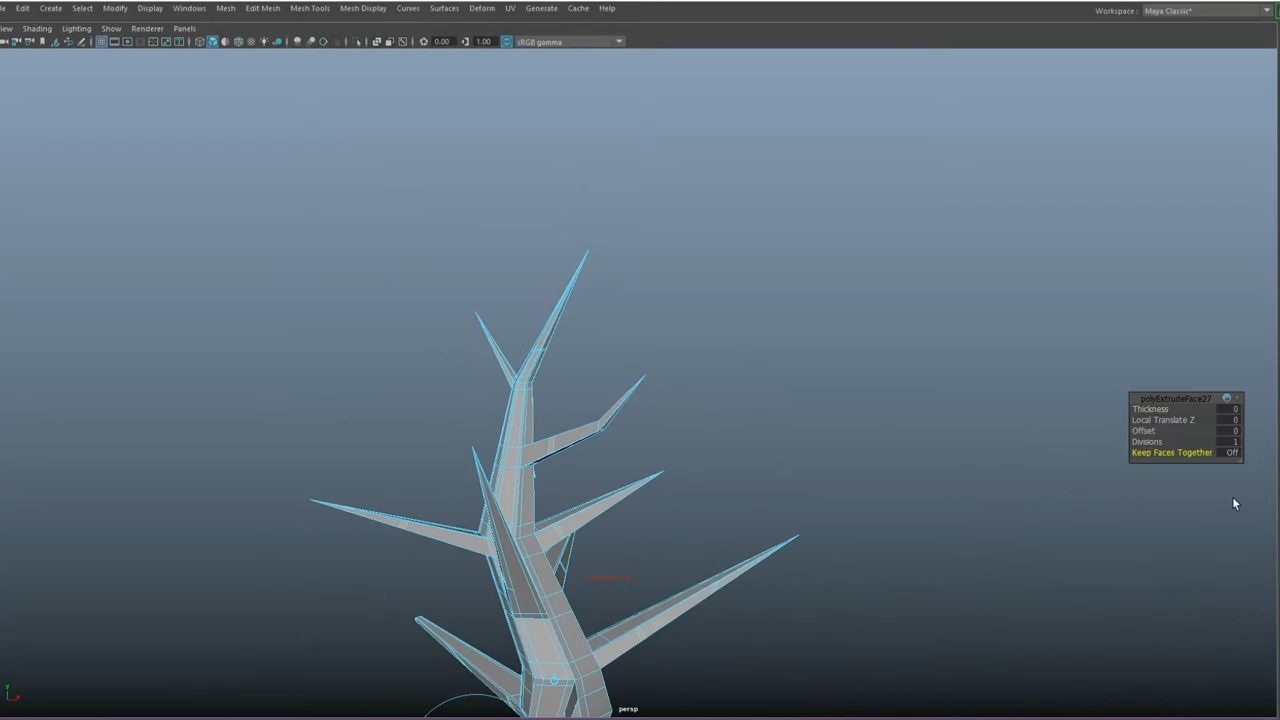 Edit Create Select Modify Display Windows Mesh Edit Mesh Mesh Tools Mesh Display Curves Surfaces Deform UV Generate Cache Help
Workspace : Maya Classic*
Shading Lighting Show Renderer Panels
0.00 1.00 sRGB gamma
polyExtrudeFace27
Thickness 0
Local Translate Z 0
Offset 0
Divisions 1
Keep Faces Together Off
y
x
persp